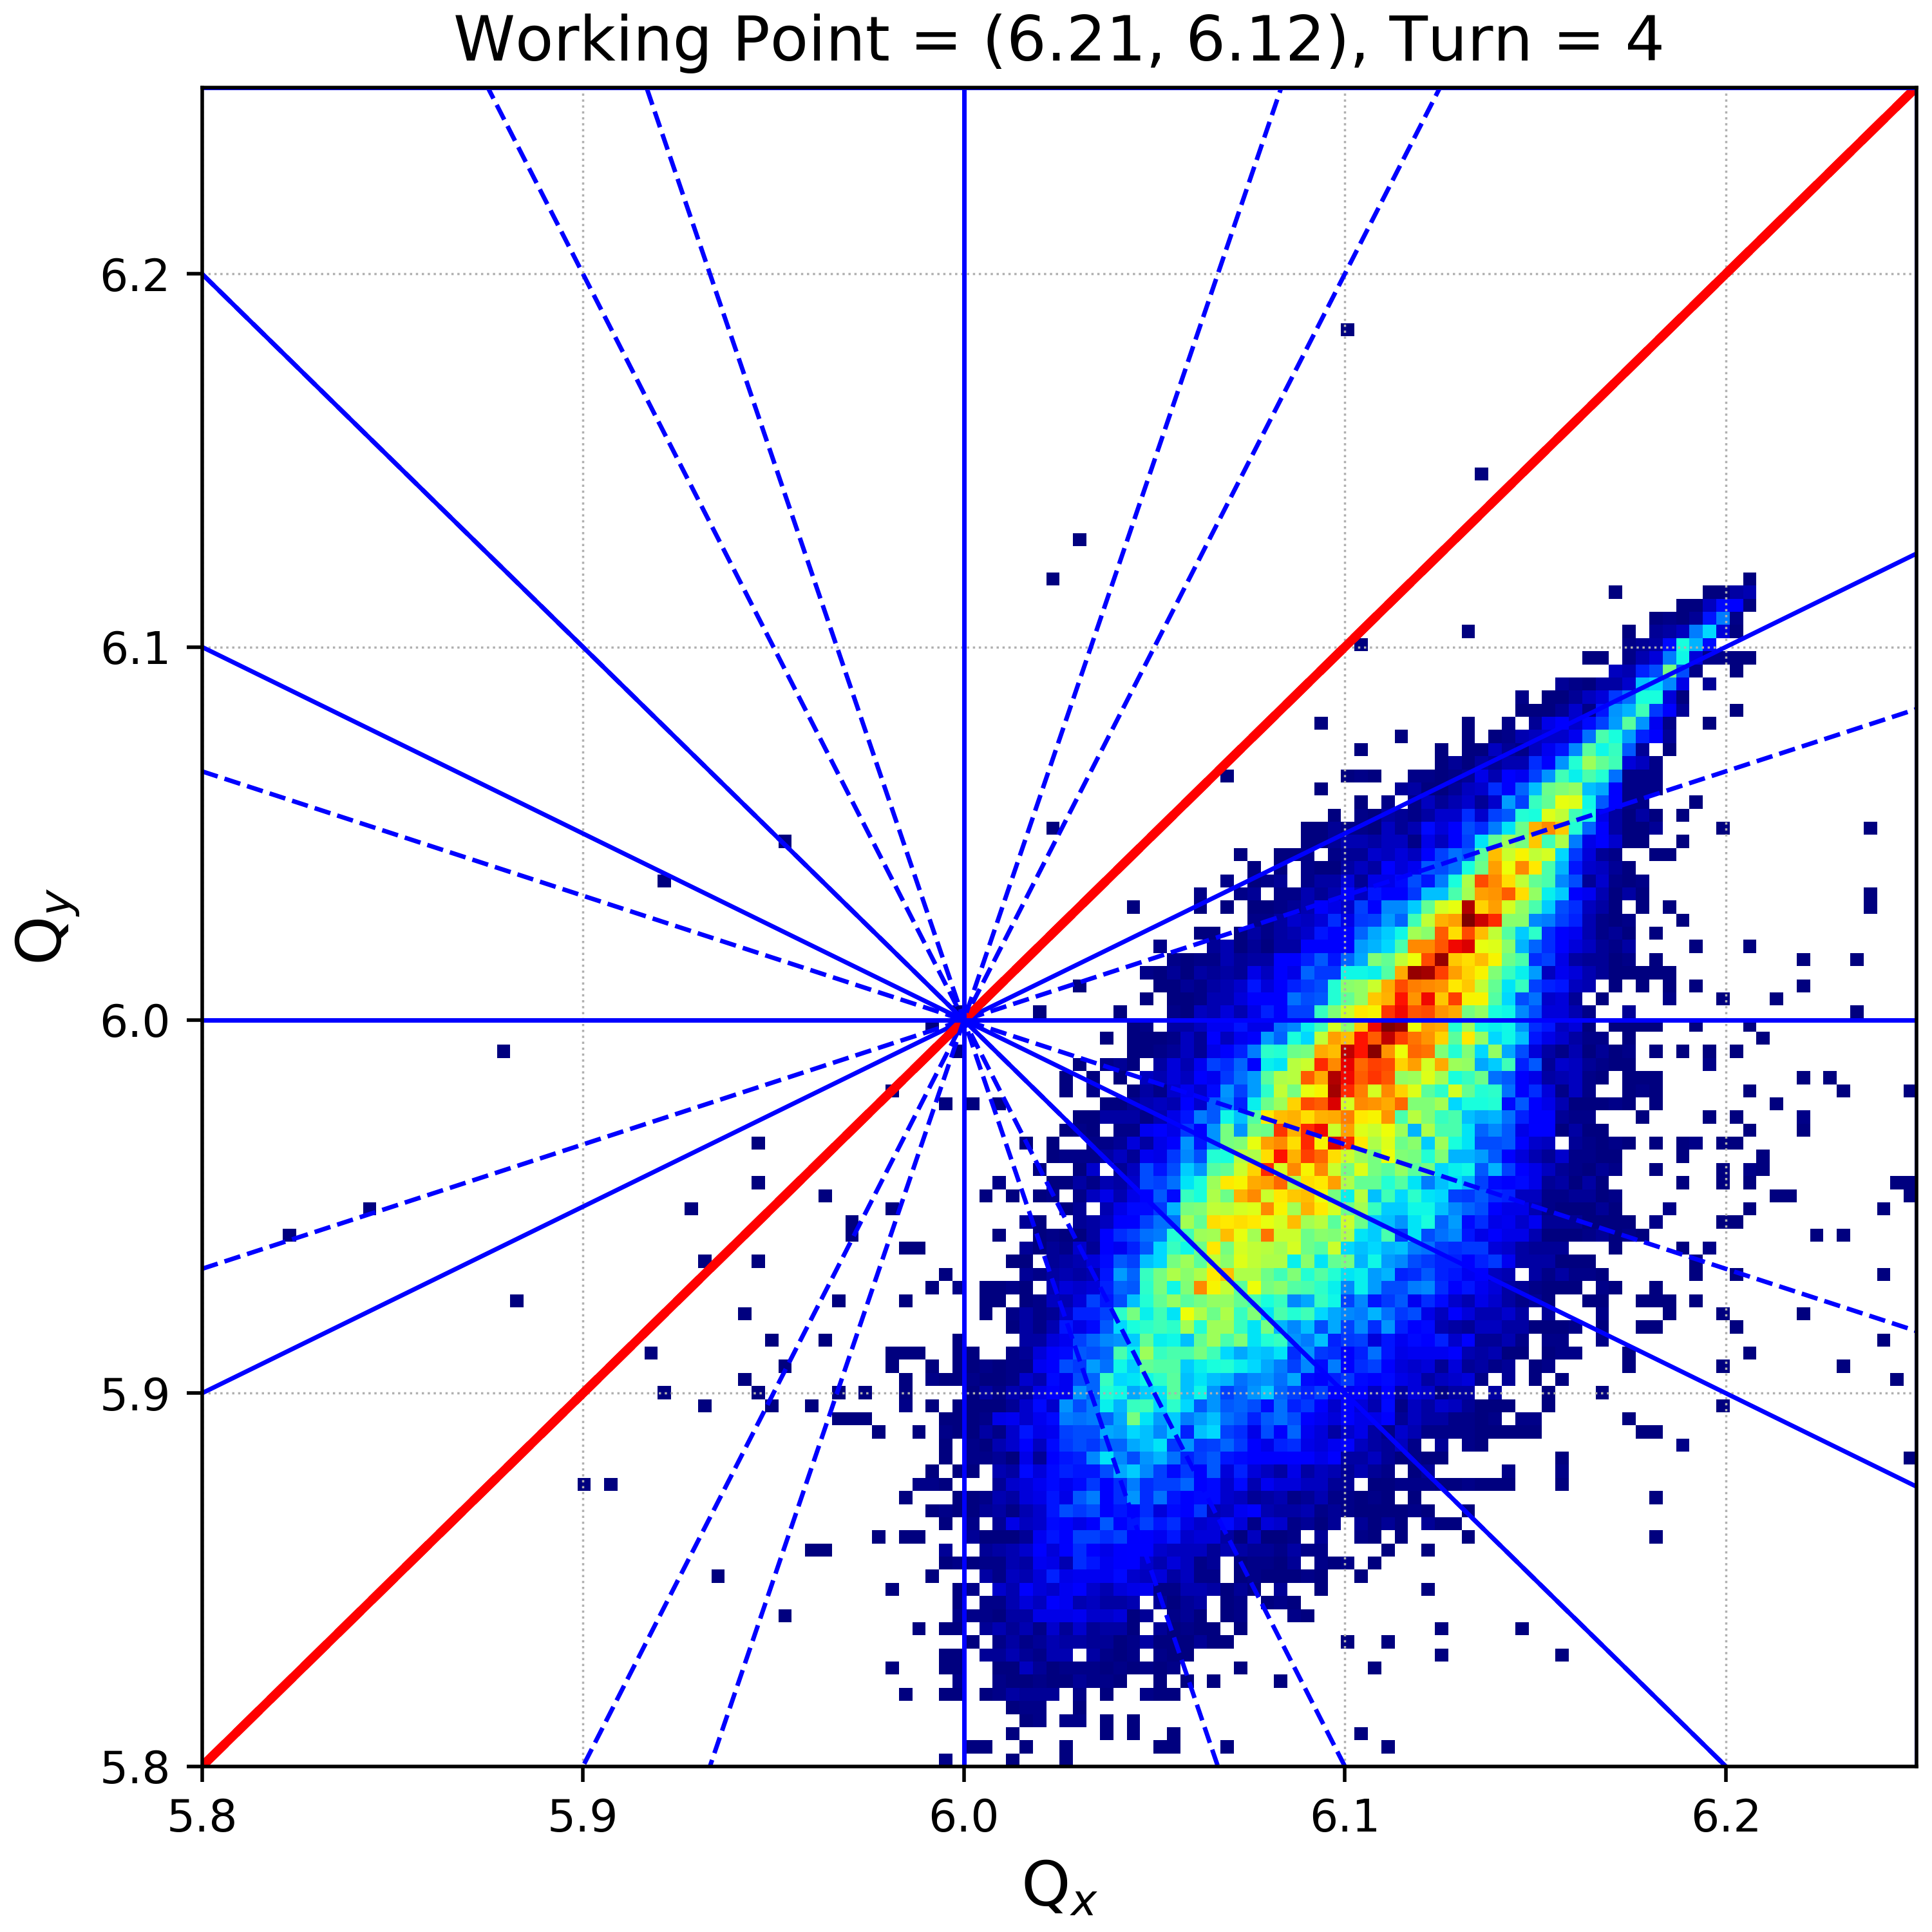 Working Point = (6.21, 6.12), Turn = 4
6.2
6.1
6.0
5.9
5.8
Qy
5.8 5.9 6.0 6.1 6.2
Qx